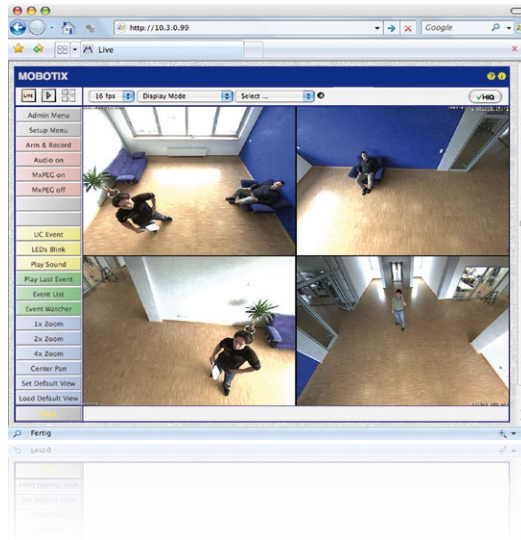 http://10.3.0.99
Google
Live
MOBOTIX
LIVE
16 fps
Display Mode
Select ...
HiQ
Admin Menu
Setup Menu
Arm & Record
Audio on
MxPEG on
MxPEG off
UC Event
LEDs Blink
Play Sound
Play Last Event
Event List
Event Watcher
1x Zoom
2x Zoom
4x Zoom
Center Pan
Set Default View
Load Default View
Fertig